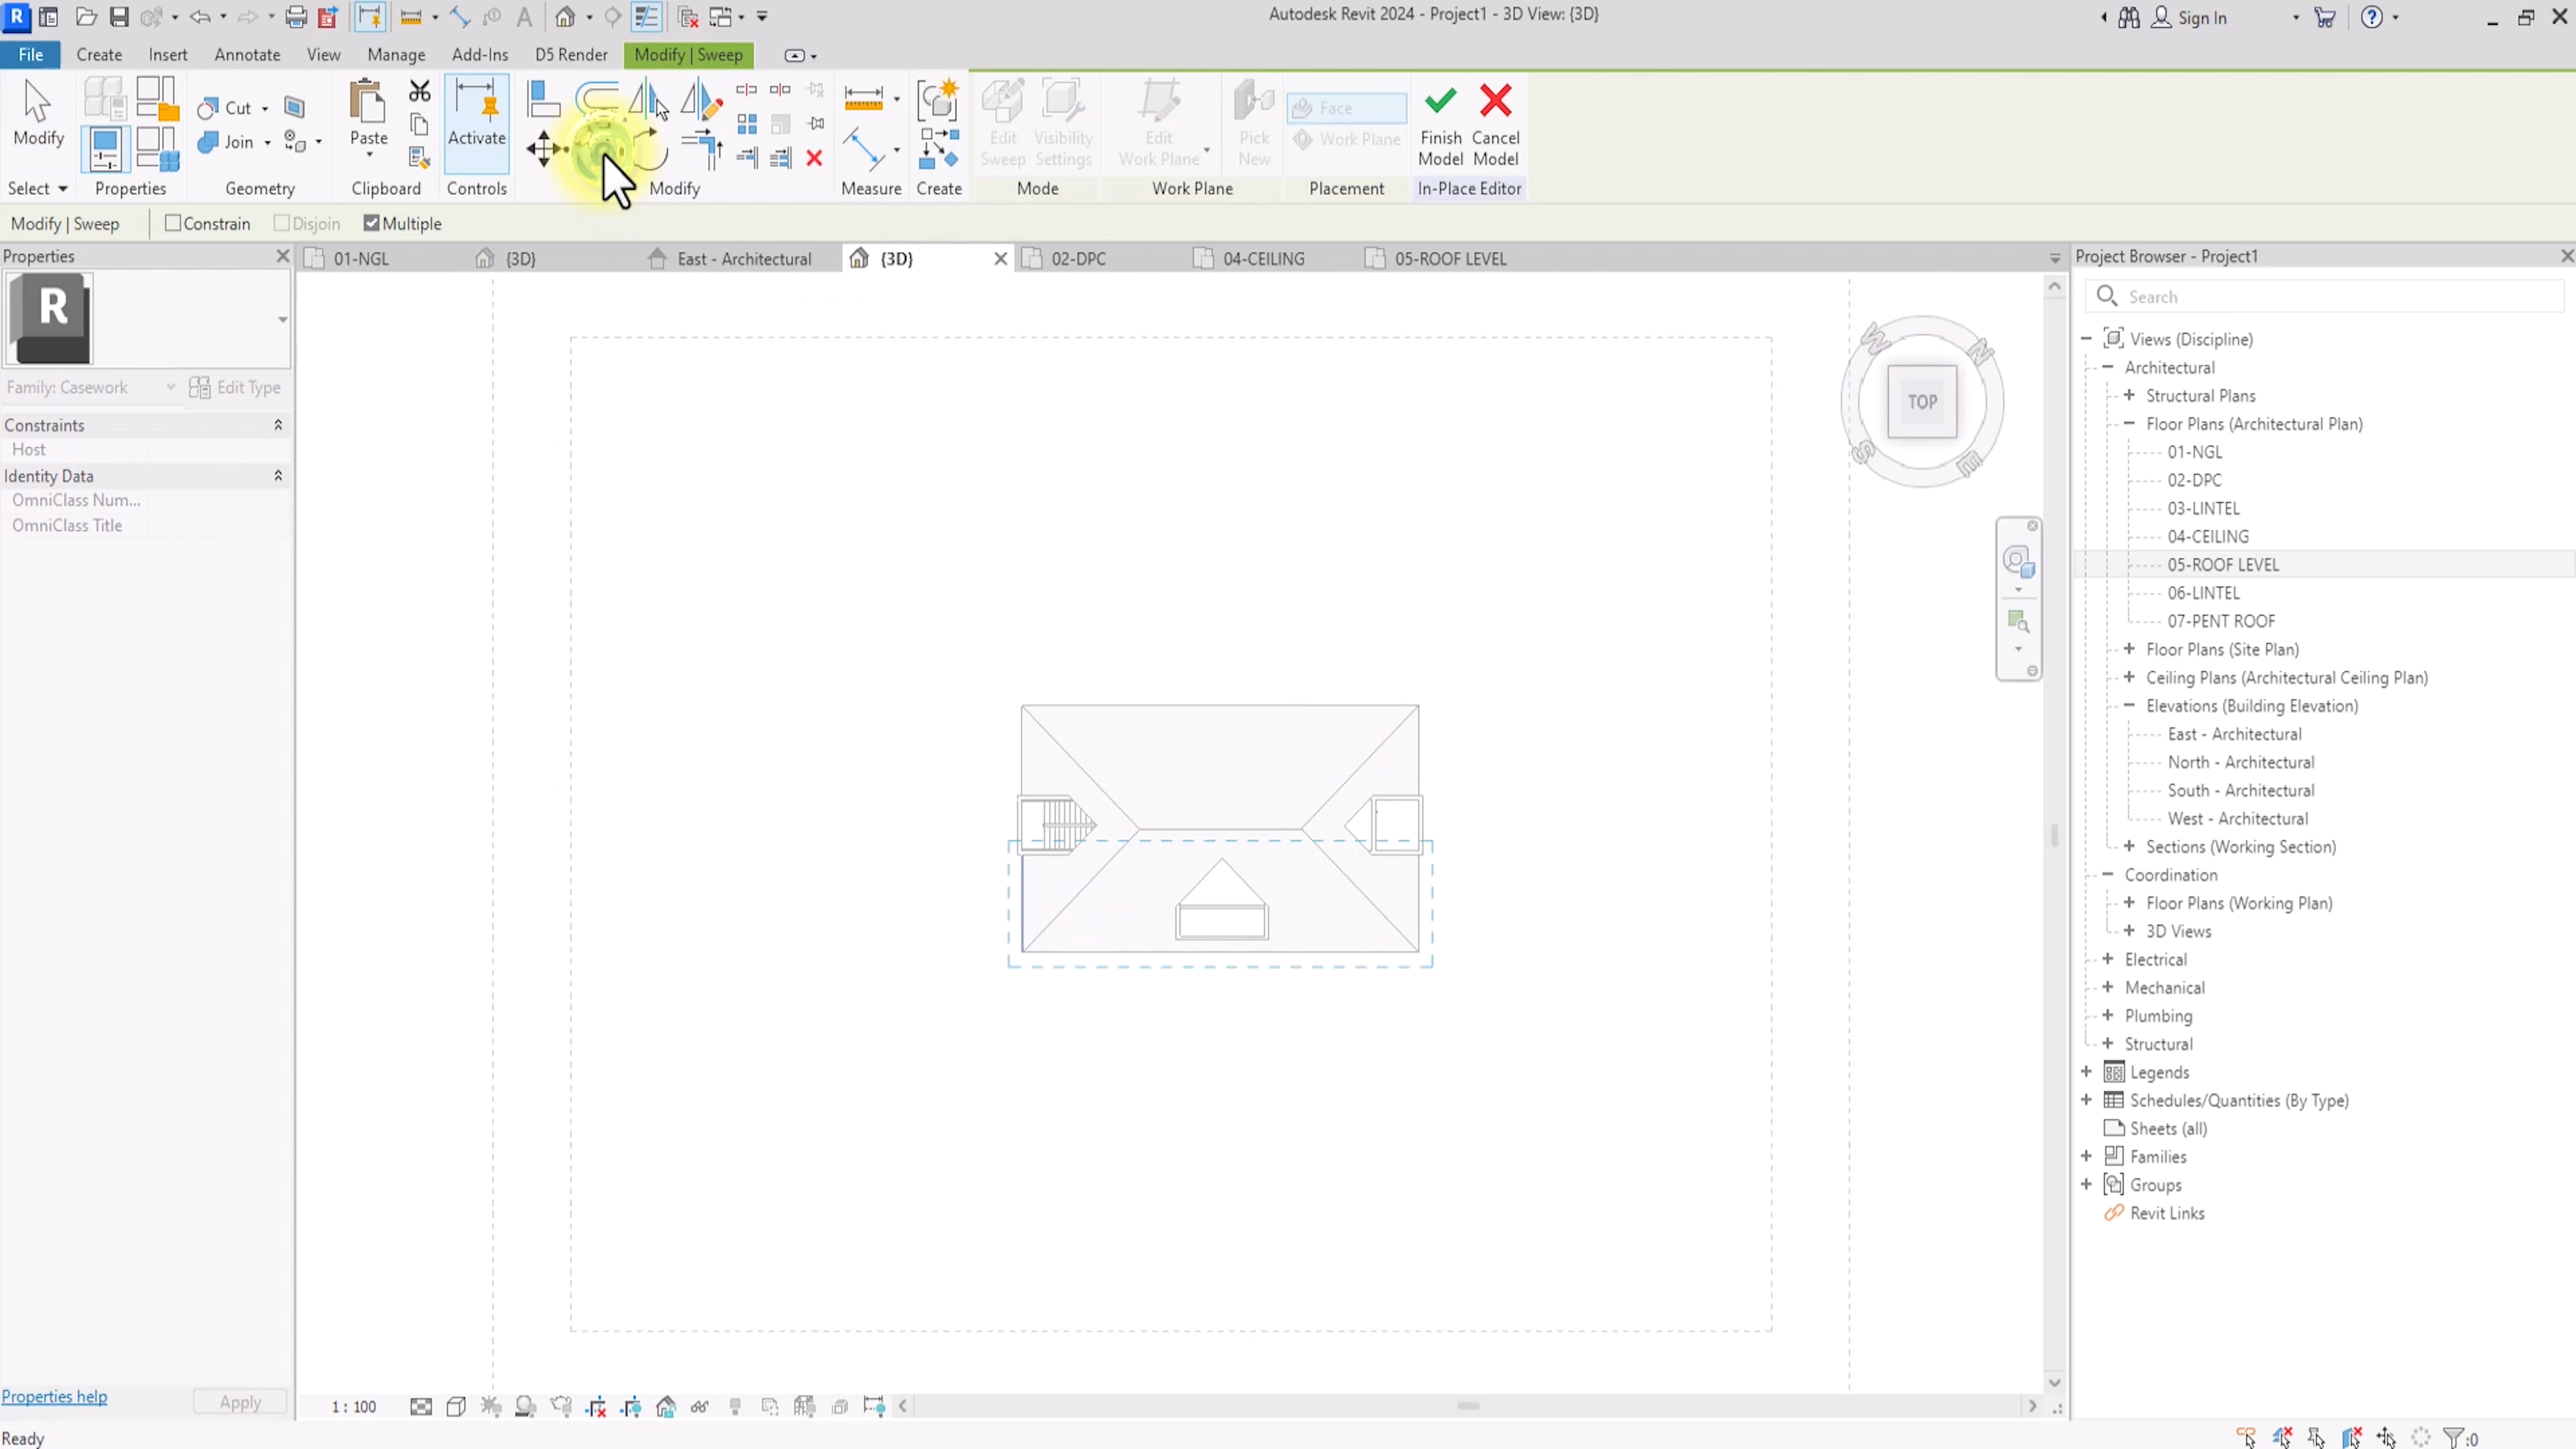 Autodesk Revit 2024 - Project1 - 3D View: {3D}
Sign In
File Create Insert Annotate View Manage Add-Ins D5 Render Modify | Sweep
Modify
Cut
Join
Paste
Activate
Edit Sweep
Visibility Settings
Edit Work Plane
Pick New
Face
Work Plane
Finish Model
Cancel Model
Select Properties Geometry Clipboard Controls Modify Measure Create Mode Work Plane Placement In-Place Editor
Modify | Sweep Constrain Disjoin Multiple
Properties
01-NGL {3D} East - Architectural {3D} 02-DPC 04-CEILING 05-ROOF LEVEL
R
Family: Casework Edit Type
Constraints
Host
Identity Data
OmniClass Num...
OmniClass Title
Properties help Apply
TOP
N
E
S
W
Project Browser - Project1
Search
Views (Discipline)
Architectural
Structural Plans
Floor Plans (Architectural Plan)
01-NGL
02-DPC
03-LINTEL
04-CEILING
05-ROOF LEVEL
06-LINTEL
07-PENT ROOF
Floor Plans (Site Plan)
Ceiling Plans (Architectural Ceiling Plan)
Elevations (Building Elevation)
East - Architectural
North - Architectural
South - Architectural
West - Architectural
Sections (Working Section)
Coordination
Floor Plans (Working Plan)
3D Views
Electrical
Mechanical
Plumbing
Structural
Legends
Schedules/Quantities (By Type)
Sheets (all)
Families
Groups
Revit Links
1 : 100
Ready
:0